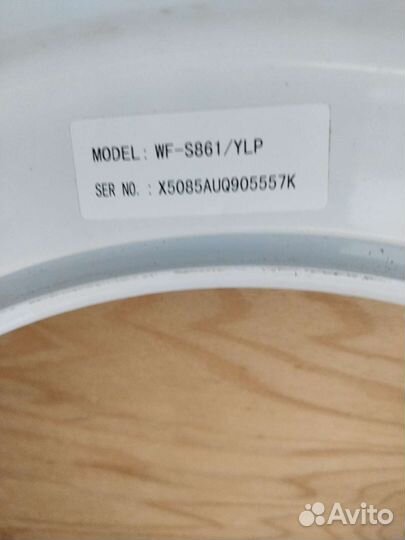 MODEL: WF-S861/YLP
SER NO. : X5085AUQ905557K
Avito